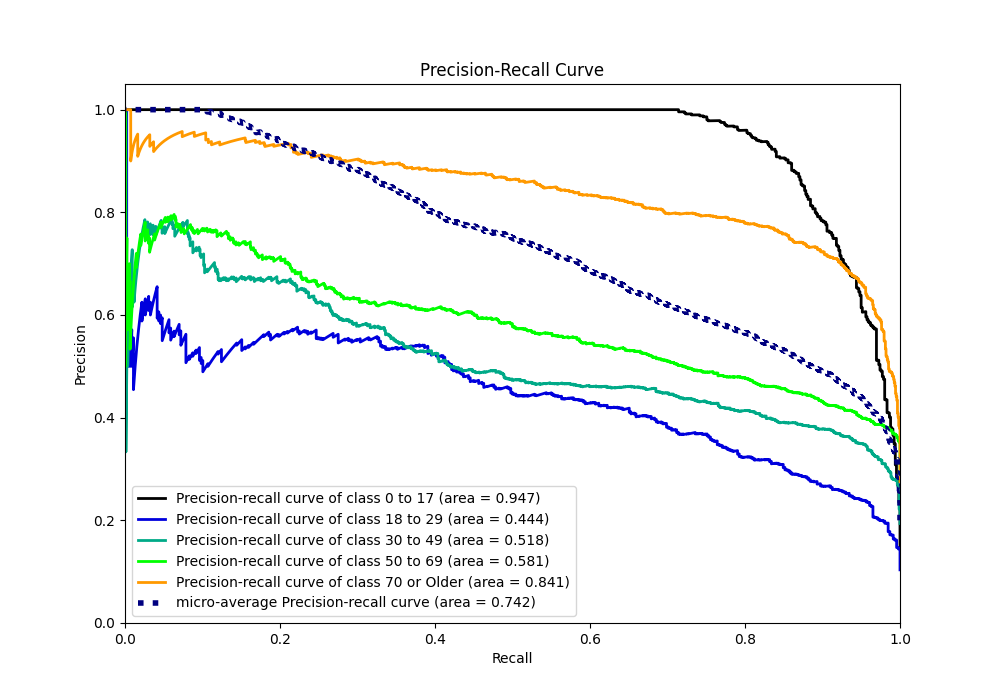 Precision-Recall Curve
1.0
0.8
0.6
0.4
0.2
0.0
Precision
Precision-recall curve of class 0 to 17 (area = 0.947)
Precision-recall curve of class 18 to 29 (area = 0.444)
Precision-recall curve of class 30 to 49 (area = 0.518)
Precision-recall curve of class 50 to 69 (area = 0.581)
Precision-recall curve of class 70 or Older (area = 0.841)
micro-average Precision-recall curve (area = 0.742)
0.0 0.2 0.4 0.6 0.8 1.0
Recall